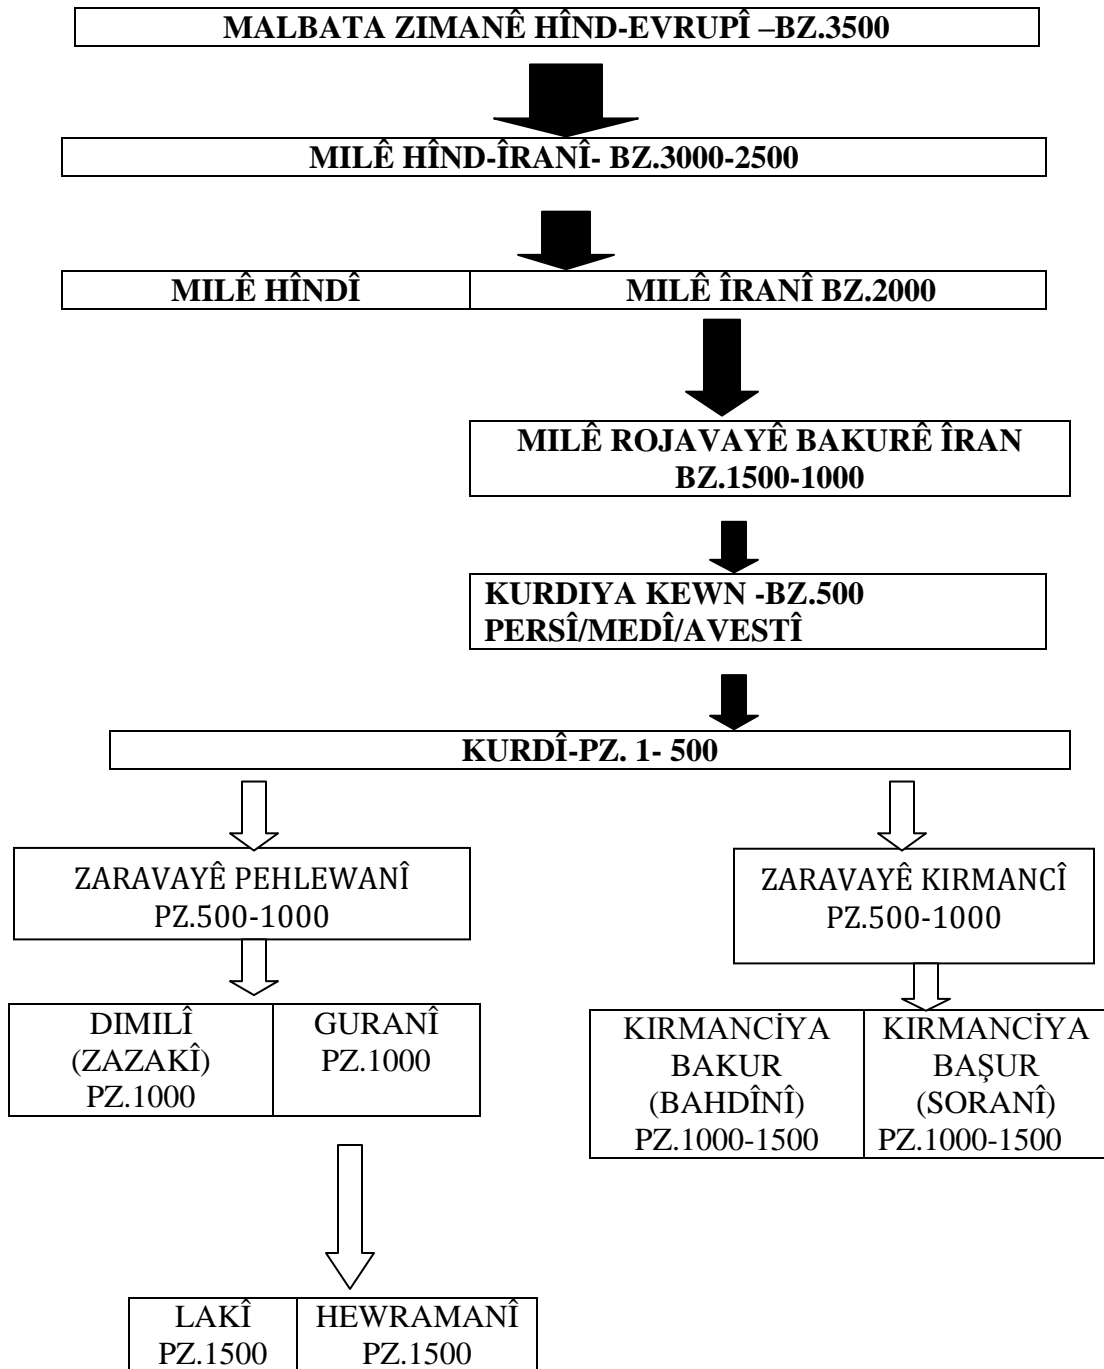 MALBATA ZIMANÊ HÎND-EVRUPÎ –BZ.3500
MILÊ HÎND-ÎRANÎ- BZ.3000-2500
MILÊ HÎNDÎ
MILÊ ÎRANÎ BZ.2000
MILÊ ROJAVAYÊ BAKURÊ ÎRAN
BZ.1500-1000
KURDIYA KEWN -BZ.500
PERSÎ/MEDÎ/AVESTÎ
KURDÎ-PZ. 1- 500
ZARAVAYÊ PEHLEWANÎ
PZ.500-1000
ZARAVAYÊ KIRMANCÎ
PZ.500-1000
DIMILÎ
(ZAZAKÎ)
PZ.1000
GURANÎ
PZ.1000
KIRMANCİYA
BAKUR
(BAHDÎNÎ)
PZ.1000-1500
KIRMANCİYA
BAŞUR
(SORANÎ)
PZ.1000-1500
LAKÎ
PZ.1500
HEWRAMANÎ
PZ.1500